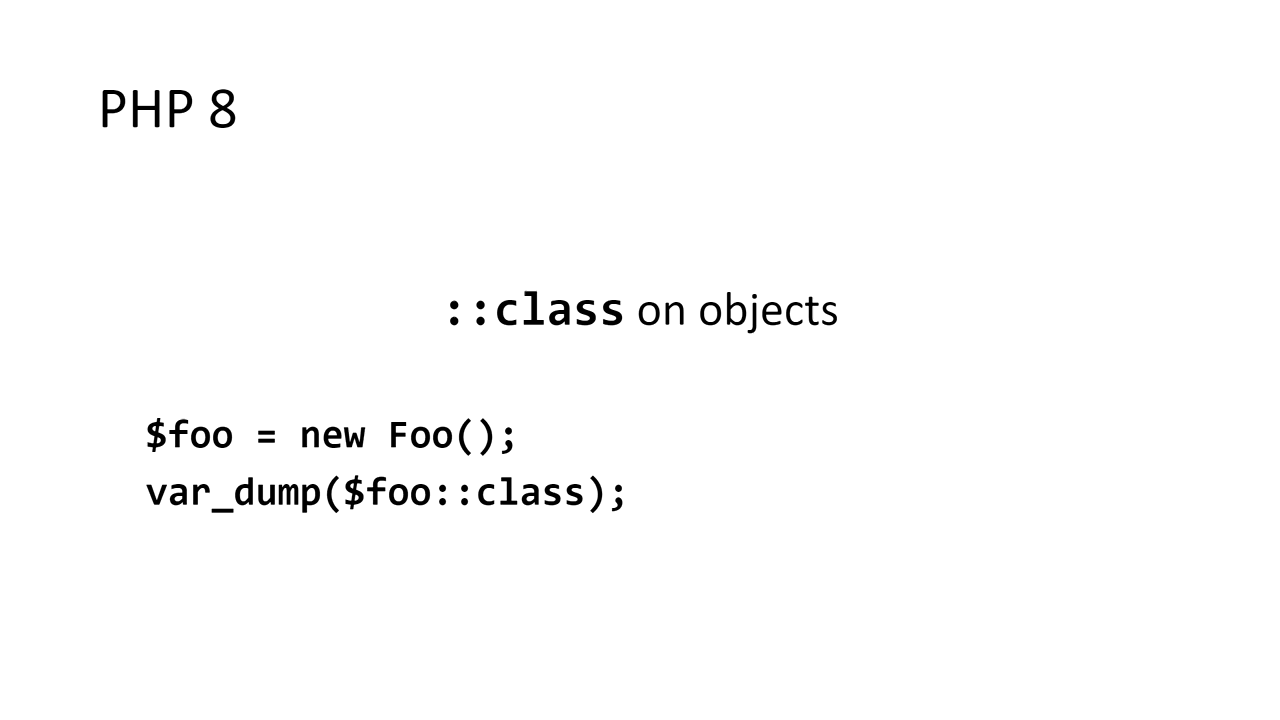 PHP 8
::class on objects
$foo = new Foo();
var_dump($foo::class);